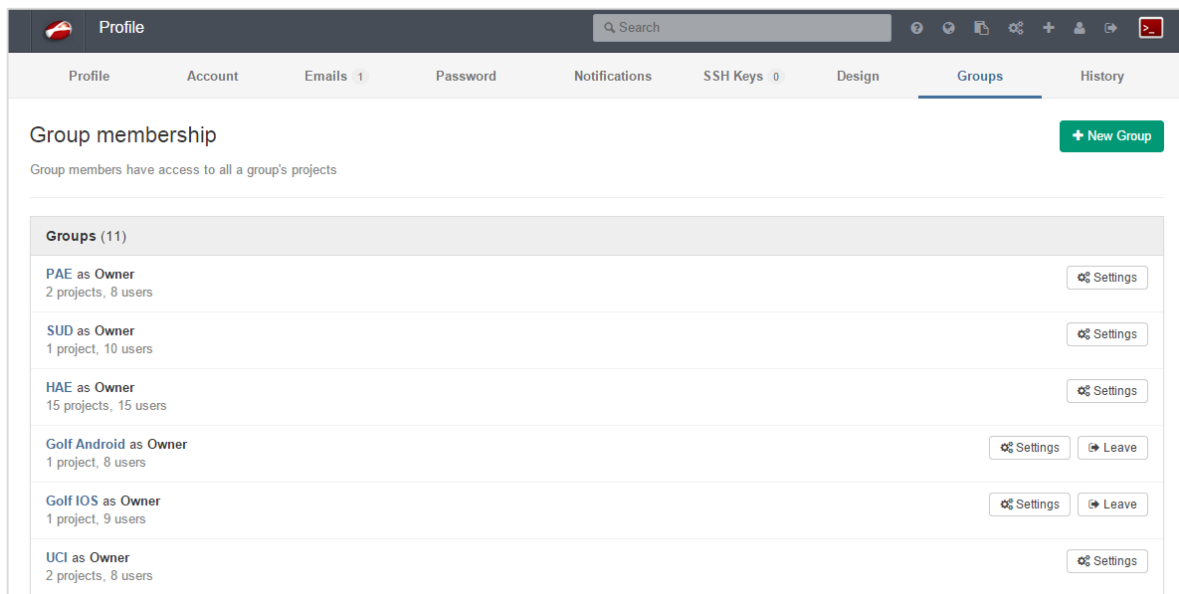 Profile
Search
>_
Profile Account Emails 1 Password Notifications SSH Keys 0 Design Groups History
Group membership
+ New Group
Group members have access to all a group's projects
Groups (11)
PAE as Owner
2 projects, 8 users
Settings
SUD as Owner
1 project, 10 users
Settings
HAE as Owner
15 projects, 15 users
Settings
Golf Android as Owner
1 project, 8 users
Settings Leave
Golf IOS as Owner
1 project, 9 users
Settings Leave
UCI as Owner
2 projects, 8 users
Settings